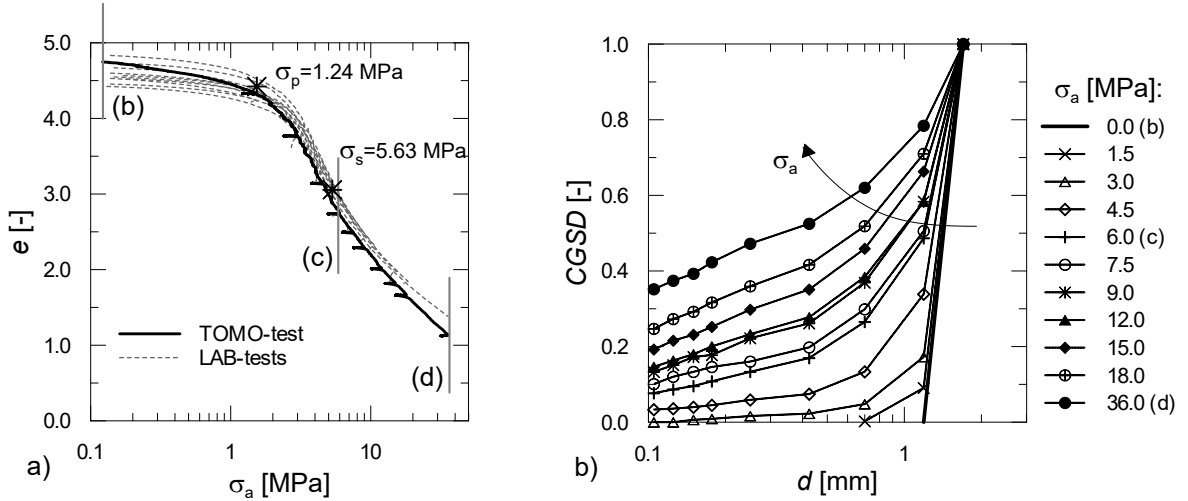 5.0
4.0
3.0
2.0
1.0
0.0
e [-]
0.1
1
10
σa [MPa]
a)
σp=1.24 MPa
σs=5.63 MPa
(b)
(c)
(d)
TOMO-test
LAB-tests
1.0
0.8
0.6
0.4
0.2
0.0
CGSD [-]
0.1
1
d [mm]
b)
σa
σa [MPa]:
0.0 (b)
1.5
3.0
4.5
6.0 (c)
7.5
9.0
12.0
15.0
18.0
36.0 (d)